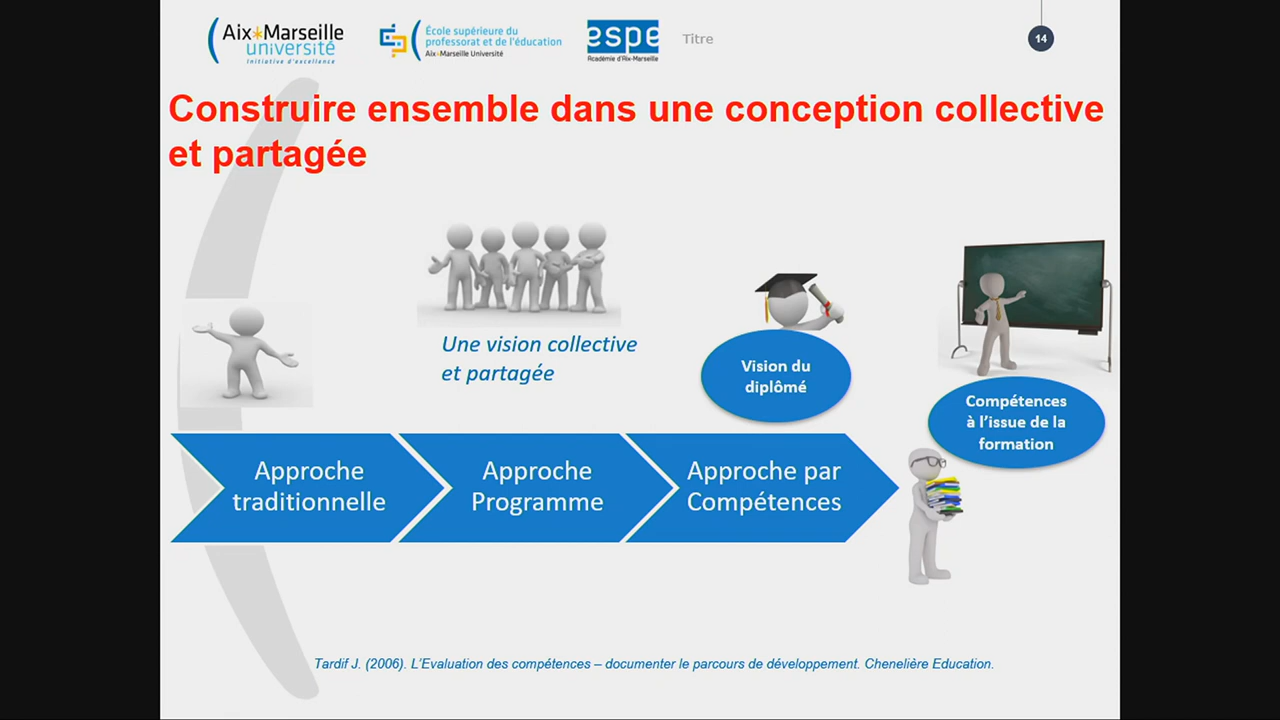 Aix*Marseille
université
Initiative d'excellence
École supérieure du
professorat et de l'éducation
Aix*Marseille Université
espe
Académie d'Aix-Marseille
Titre
14
Construire ensemble dans une conception collective
et partagée
Une vision collective
et partagée
Vision du
diplômé
Compétences
à l'issue de la
formation
Approche
traditionnelle
Approche
Programme
Approche par
Compétences
Tardif J. (2006). L'Evaluation des compétences – documenter le parcours de développement. Chenelière Education.